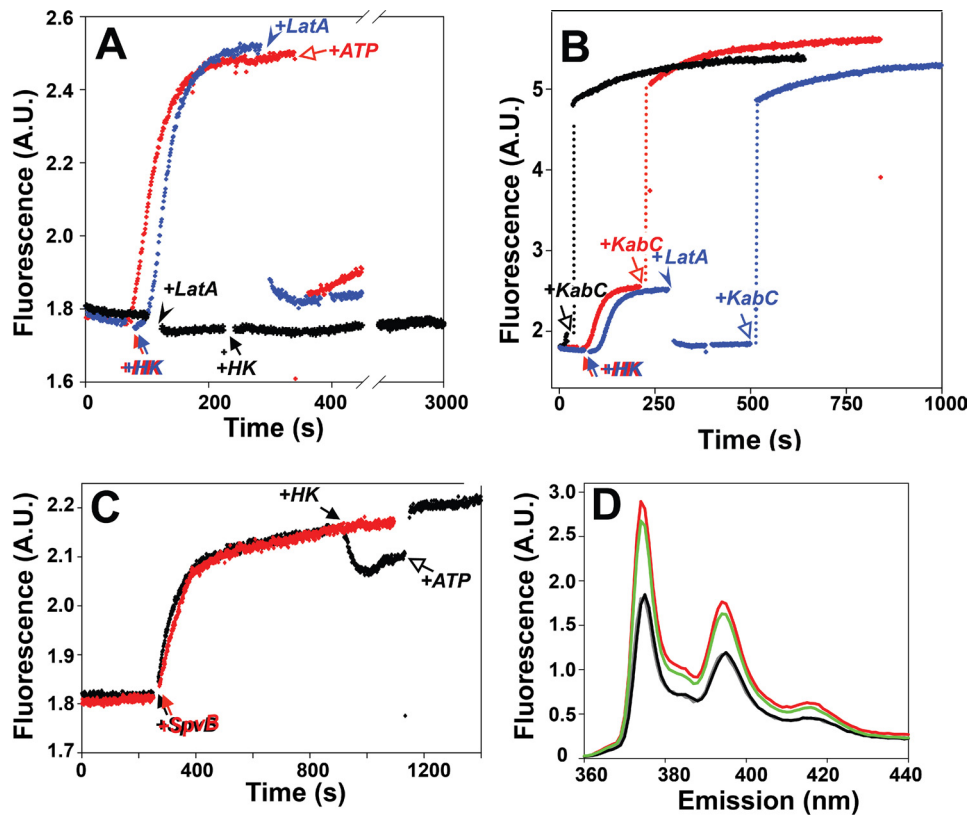 A
Fluorescence (A.U.)
2.6
2.4
2.2
2.0
1.8
1.6
+LatA
+ATP
+LatA
+HK
+HK
+HK
0
200
400
3000
Time (s)
B
Fluorescence (A.U.)
5
4
3
2
+KabC
+LatA
+KabC
+KabC
+HK
+HK
0
250
500
750
1000
Time (s)
C
Fluorescence (A.U.)
2.2
2.1
2.0
1.9
1.8
1.7
+HK
+ATP
+SpvB
+SpvB
0
400
800
1200
Time (s)
D
Fluorescence (A.U.)
3.0
2.5
2.0
1.5
1.0
0.5
0
360
380
400
420
440
Emission (nm)